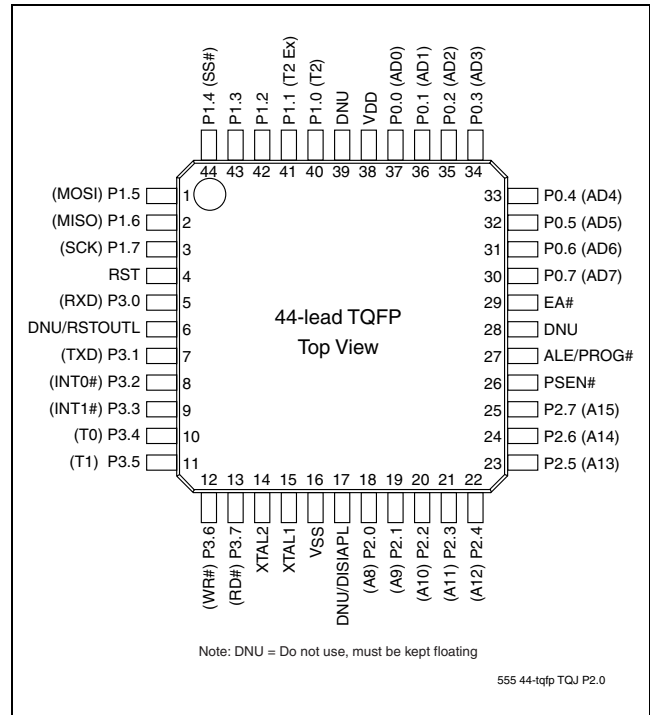 P1.4 (SS#)
P1.3
P1.2
P1.1 (T2 Ex)
P1.0 (T2)
DNU
VDD
P0.0 (AD0)
P0.1 (AD1)
P0.2 (AD2)
P0.3 (AD3)
44 43 42 41 40 39 38 37 36 35 34
(MOSI) P1.5 1
(MISO) P1.6 2
(SCK) P1.7 3
RST 4
(RXD) P3.0 5
DNU/RSTOUTL 6
(TXD) P3.1 7
(INT0#) P3.2 8
(INT1#) P3.3 9
(T0) P3.4 10
(T1) P3.5 11
44-lead TQFP
Top View
33 P0.4 (AD4)
32 P0.5 (AD5)
31 P0.6 (AD6)
30 P0.7 (AD7)
29 EA#
28 DNU
27 ALE/PROG#
26 PSEN#
25 P2.7 (A15)
24 P2.6 (A14)
23 P2.5 (A13)
12 13 14 15 16 17 18 19 20 21 22
(WR#) P3.6
(RD#) P3.7
XTAL2
XTAL1
VSS
DNU/DISIAPL
(A8) P2.0
(A9) P2.1
(A10) P2.2
(A11) P2.3
(A12) P2.4
Note: DNU = Do not use, must be kept floating
555 44-tqfp TQJ P2.0